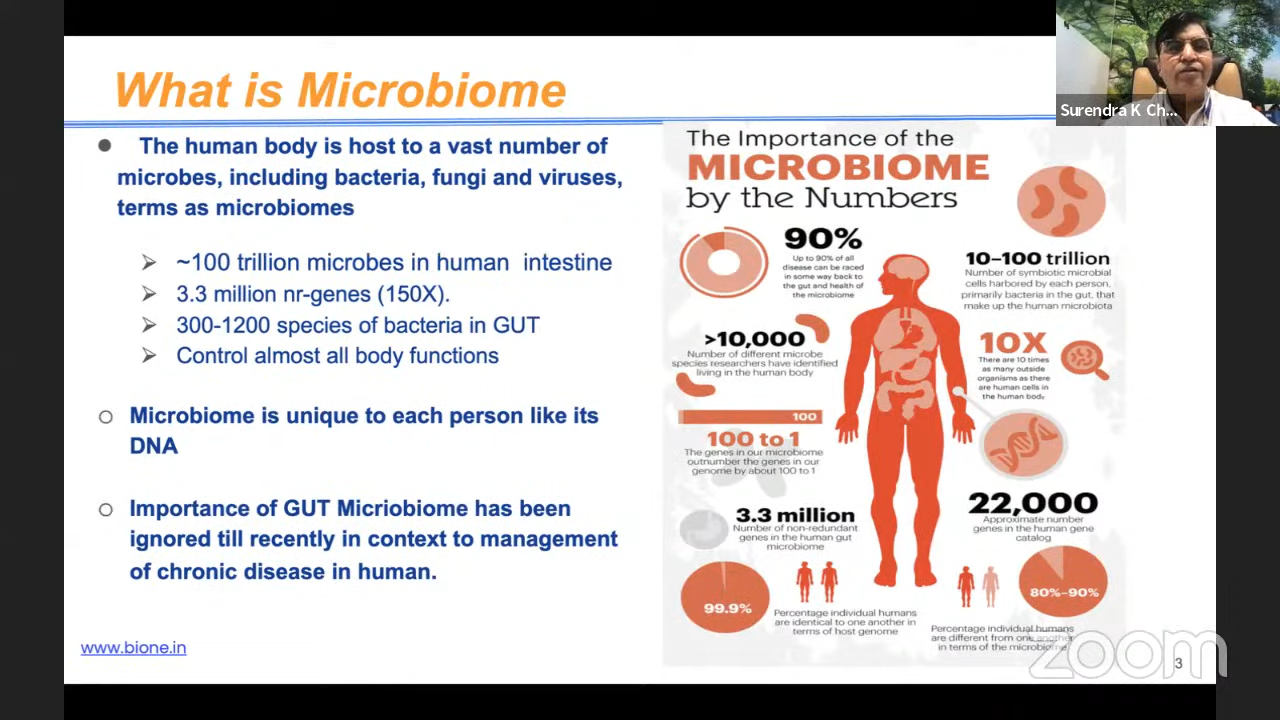 What is Microbiome
The human body is host to a vast number of
microbes, including bacteria, fungi and viruses,
terms as microbiomes
~100 trillion microbes in human intestine
3.3 million nr-genes (150X).
300-1200 species of bacteria in GUT
Control almost all body functions
Microbiome is unique to each person like its
DNA
Importance of GUT Micriobiome has been
ignored till recently in context to management
of chronic disease in human.
www.bione.in
The Importance of the
MICROBIOME
by the Numbers
90%
Up to 90% of all
disease can be raced
in some way back to
the gut and health of
the microbiome
10–100 trillion
Number of symbiotic microbial
cells harbored by each person,
primarily bacteria in the gut, that
make up the human microbiota
>10,000
Number of different microbe
species researchers have identified
living in the human body
10X
There are 10 times
as many outside
organisms as there
are human cells in
the human body
100
100 to 1
The genes in our microbiome
outnumber the genes in our
genome by about 100 to 1
22,000
Approximate number
genes in the human gene
catalog
3.3 million
Number of non-redundant
genes in the human gut
microbiome
99.9%
Percentage individual humans
are identical to one another in
terms of host genome
80%–90%
Percentage individual humans
are different from one another
in terms of the microbiome
zoom
3
Surendra K Ch...